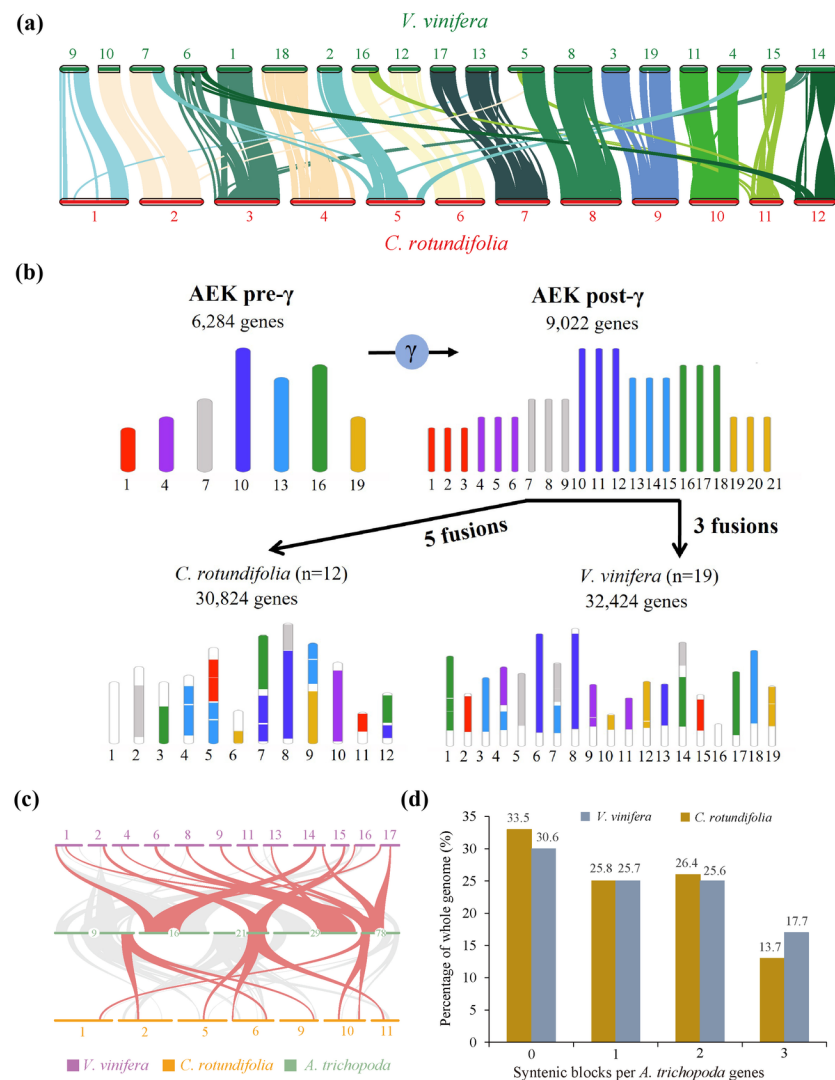 (a)
V. vinifera
9 10 7 6 1 18 2 16 12 17 13 5 8 3 19 11 4 15 14
1 2 3 4 5 6 7 8 9 10 11 12
C. rotundifolia
(b)
AEK pre-γ
6,284 genes
γ
AEK post-γ
9,022 genes
1 4 7 10 13 16 19
1 2 3 4 5 6 7 8 9 10 11 12 13 14 15 16 17 18 19 20 21
5 fusions
3 fusions
C. rotundifolia (n=12)
30,824 genes
V. vinifera (n=19)
32,424 genes
1 2 3 4 5 6 7 8 9 10 11 12
1 2 3 4 5 6 7 8 9 10 11 12 13 14 15 16 17 18 19
(c)
1 2 4 6 8 9 11 13 14 15 16 17
9 16 21 29 78
1 2 5 6 9 10 11
V. vinifera C. rotundifolia A. trichopoda
(d)
Percentage of whole genome (%)
35
30
25
20
15
10
5
0
V. vinifera C. rotundifolia
33.5 30.6 25.8 25.7 26.4 25.6 13.7 17.7
0 1 2 3
Syntenic blocks per A. trichopoda genes